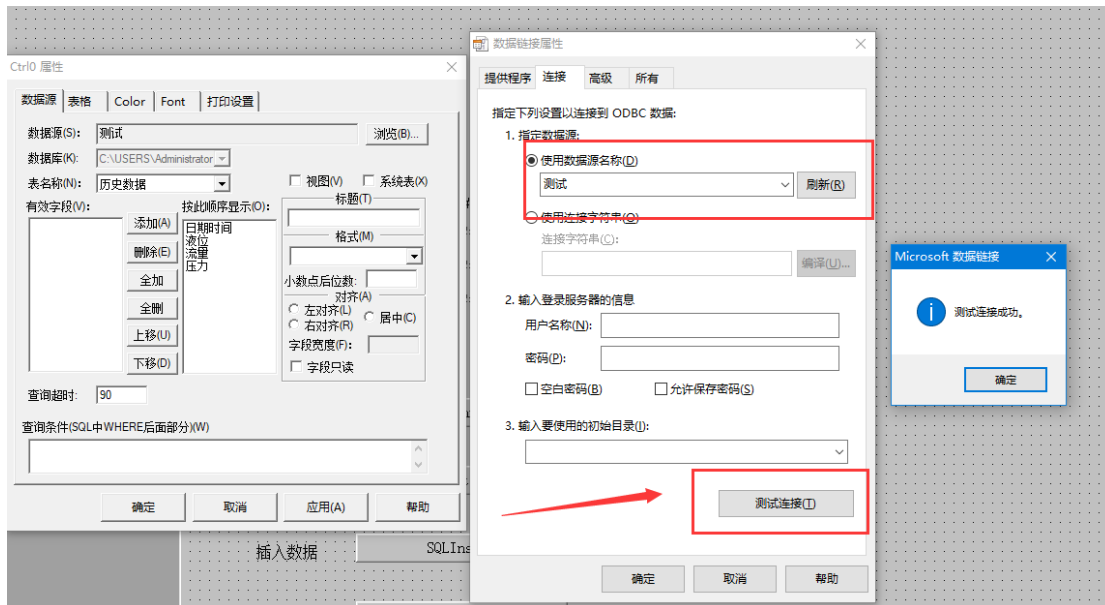 Ctrl0 属性
数据源 表格 Color Font 打印设置
数据源(S): 测试 浏览(B)...
数据库(K): C:\USERS\Administrator
表名称(N): 历史数据 视图(V) 系统表(X)
有效字段(V): 按此顺序显示(O): 标题(T)
添加(A)
删除(E)
全加
全删
上移(U)
下移(D)
日期时间
液位
流量
压力
格式(M)
小数点后位数:
对齐(A)
左对齐(L)
居中(C)
右对齐(R)
字段宽度(F):
字段只读
查询超时: 90
查询条件(SQL中WHERE后面部分)(W)
确定 取消 应用(A) 帮助
插入数据 SQLIns
数据链接属性
提供程序 连接 高级 所有
指定下列设置以连接到 ODBC 数据:
1. 指定数据源:
使用数据源名称(D)
测试 刷新(R)
使用连接字符串(O)
连接字符串(C):
编译(U)...
2. 输入登录服务器的信息
用户名称(N):
密码(P):
空白密码(B) 允许保存密码(S)
3. 输入要使用的初始目录(I):
测试连接(T)
确定 取消 帮助
Microsoft 数据链接
测试连接成功。
确定